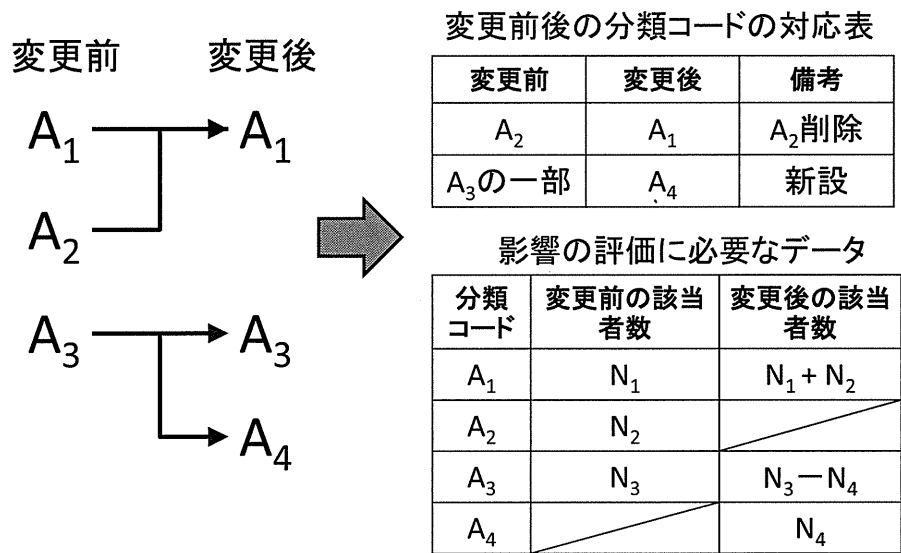 変更前 変更後
A₁ A₁
A₂
A₃ A₃
A₄
変更前後の分類コードの対応表
変更前 変更後 備考
A₂ A₁ A₂削除
A₃の一部 A₄ 新設
影響の評価に必要なデータ
分類コード 変更前の該当者数 変更後の該当者数
A₁ N₁ N₁ + N₂
A₂ N₂
A₃ N₃ N₃ー N₄
A₄ N₄